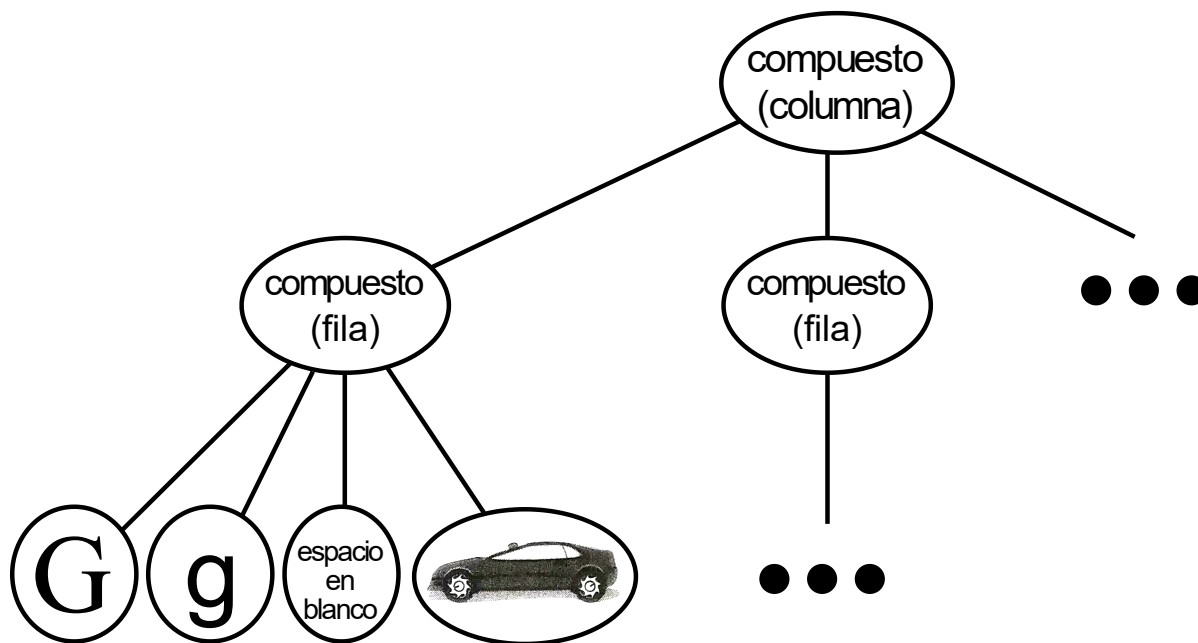 compuesto
(columna)
compuesto
(fila)
compuesto
(fila)
G
g
espacio
en
blanco